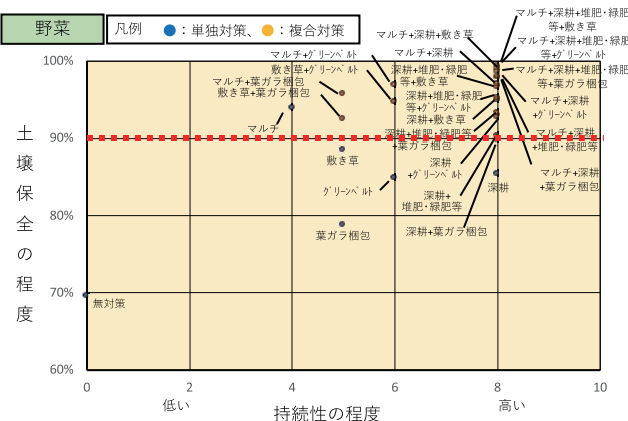 野菜
凡例 ●：単独対策、●：複合対策
マルチ+深耕+堆肥・緑肥
等+敷き草
マルチ+深耕+敷き草
マルチ+深耕+堆肥・緑肥
等+ｸﾞﾘｰﾝﾍﾞﾙﾄ
マルチ+ｸﾞﾘｰﾝﾍﾞﾙﾄ
マルチ+深耕
敷き草+ｸﾞﾘｰﾝﾍﾞﾙﾄ
深耕+堆肥・緑肥
等+敷き草
マルチ+深耕+堆肥・緑肥
等+葉ガラ梱包
マルチ+葉ガラ梱包
敷き草+葉ガラ梱包
深耕+堆肥・緑肥
等+ｸﾞﾘｰﾝﾍﾞﾙﾄ
マルチ+深耕
+ｸﾞﾘｰﾝﾍﾞﾙﾄ
深耕+敷き草
マルチ
深耕+堆肥・緑肥等
+葉ガラ梱包
マルチ+深耕
+堆肥・緑肥等
敷き草
深耕
+ｸﾞﾘｰﾝﾍﾞﾙﾄ
マルチ+深耕
+葉ガラ梱包
ｸﾞﾘｰﾝﾍﾞﾙﾄ
深耕
深耕+
堆肥・緑肥等
葉ガラ梱包
深耕+葉ガラ梱包
無対策
100%
90%
80%
70%
60%
土壌保全の程度
0 2 4 6 8 10
低い
持続性の程度
高い